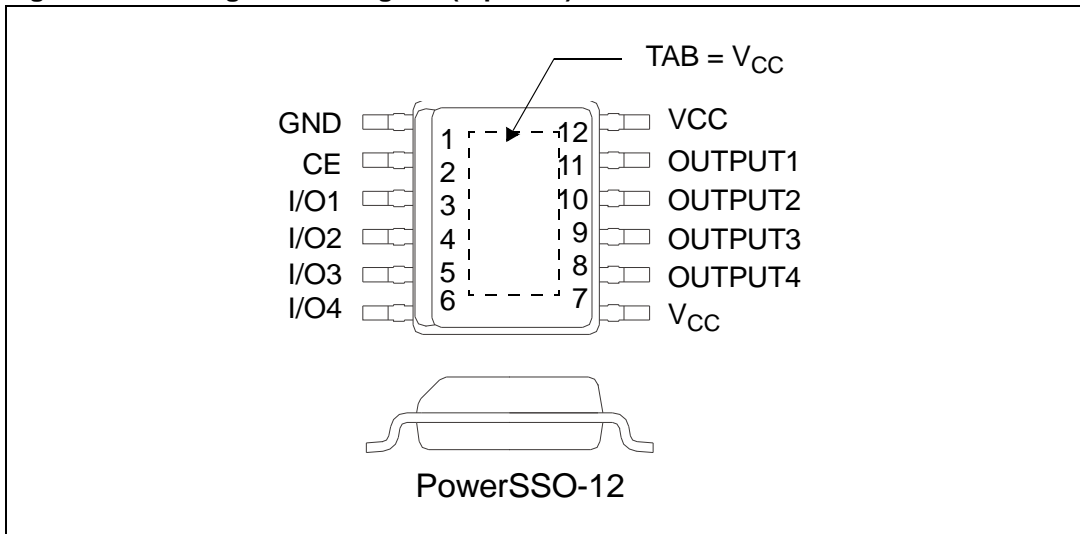 TAB = VCC
GND 1 12 VCC
CE 2 11 OUTPUT1
I/O1 3 10 OUTPUT2
I/O2 4 9 OUTPUT3
I/O3 5 8 OUTPUT4
I/O4 6 7 VCC
PowerSSO-12